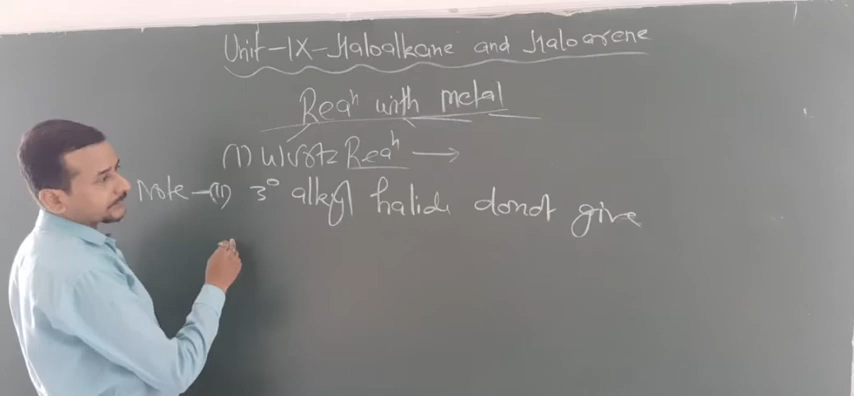 Unit-IX-Haloalkane and Haloarene
Reaⁿ with metal
(1) Wurtz Reaⁿ →
Note -(1) 3° alkyl halide donot give